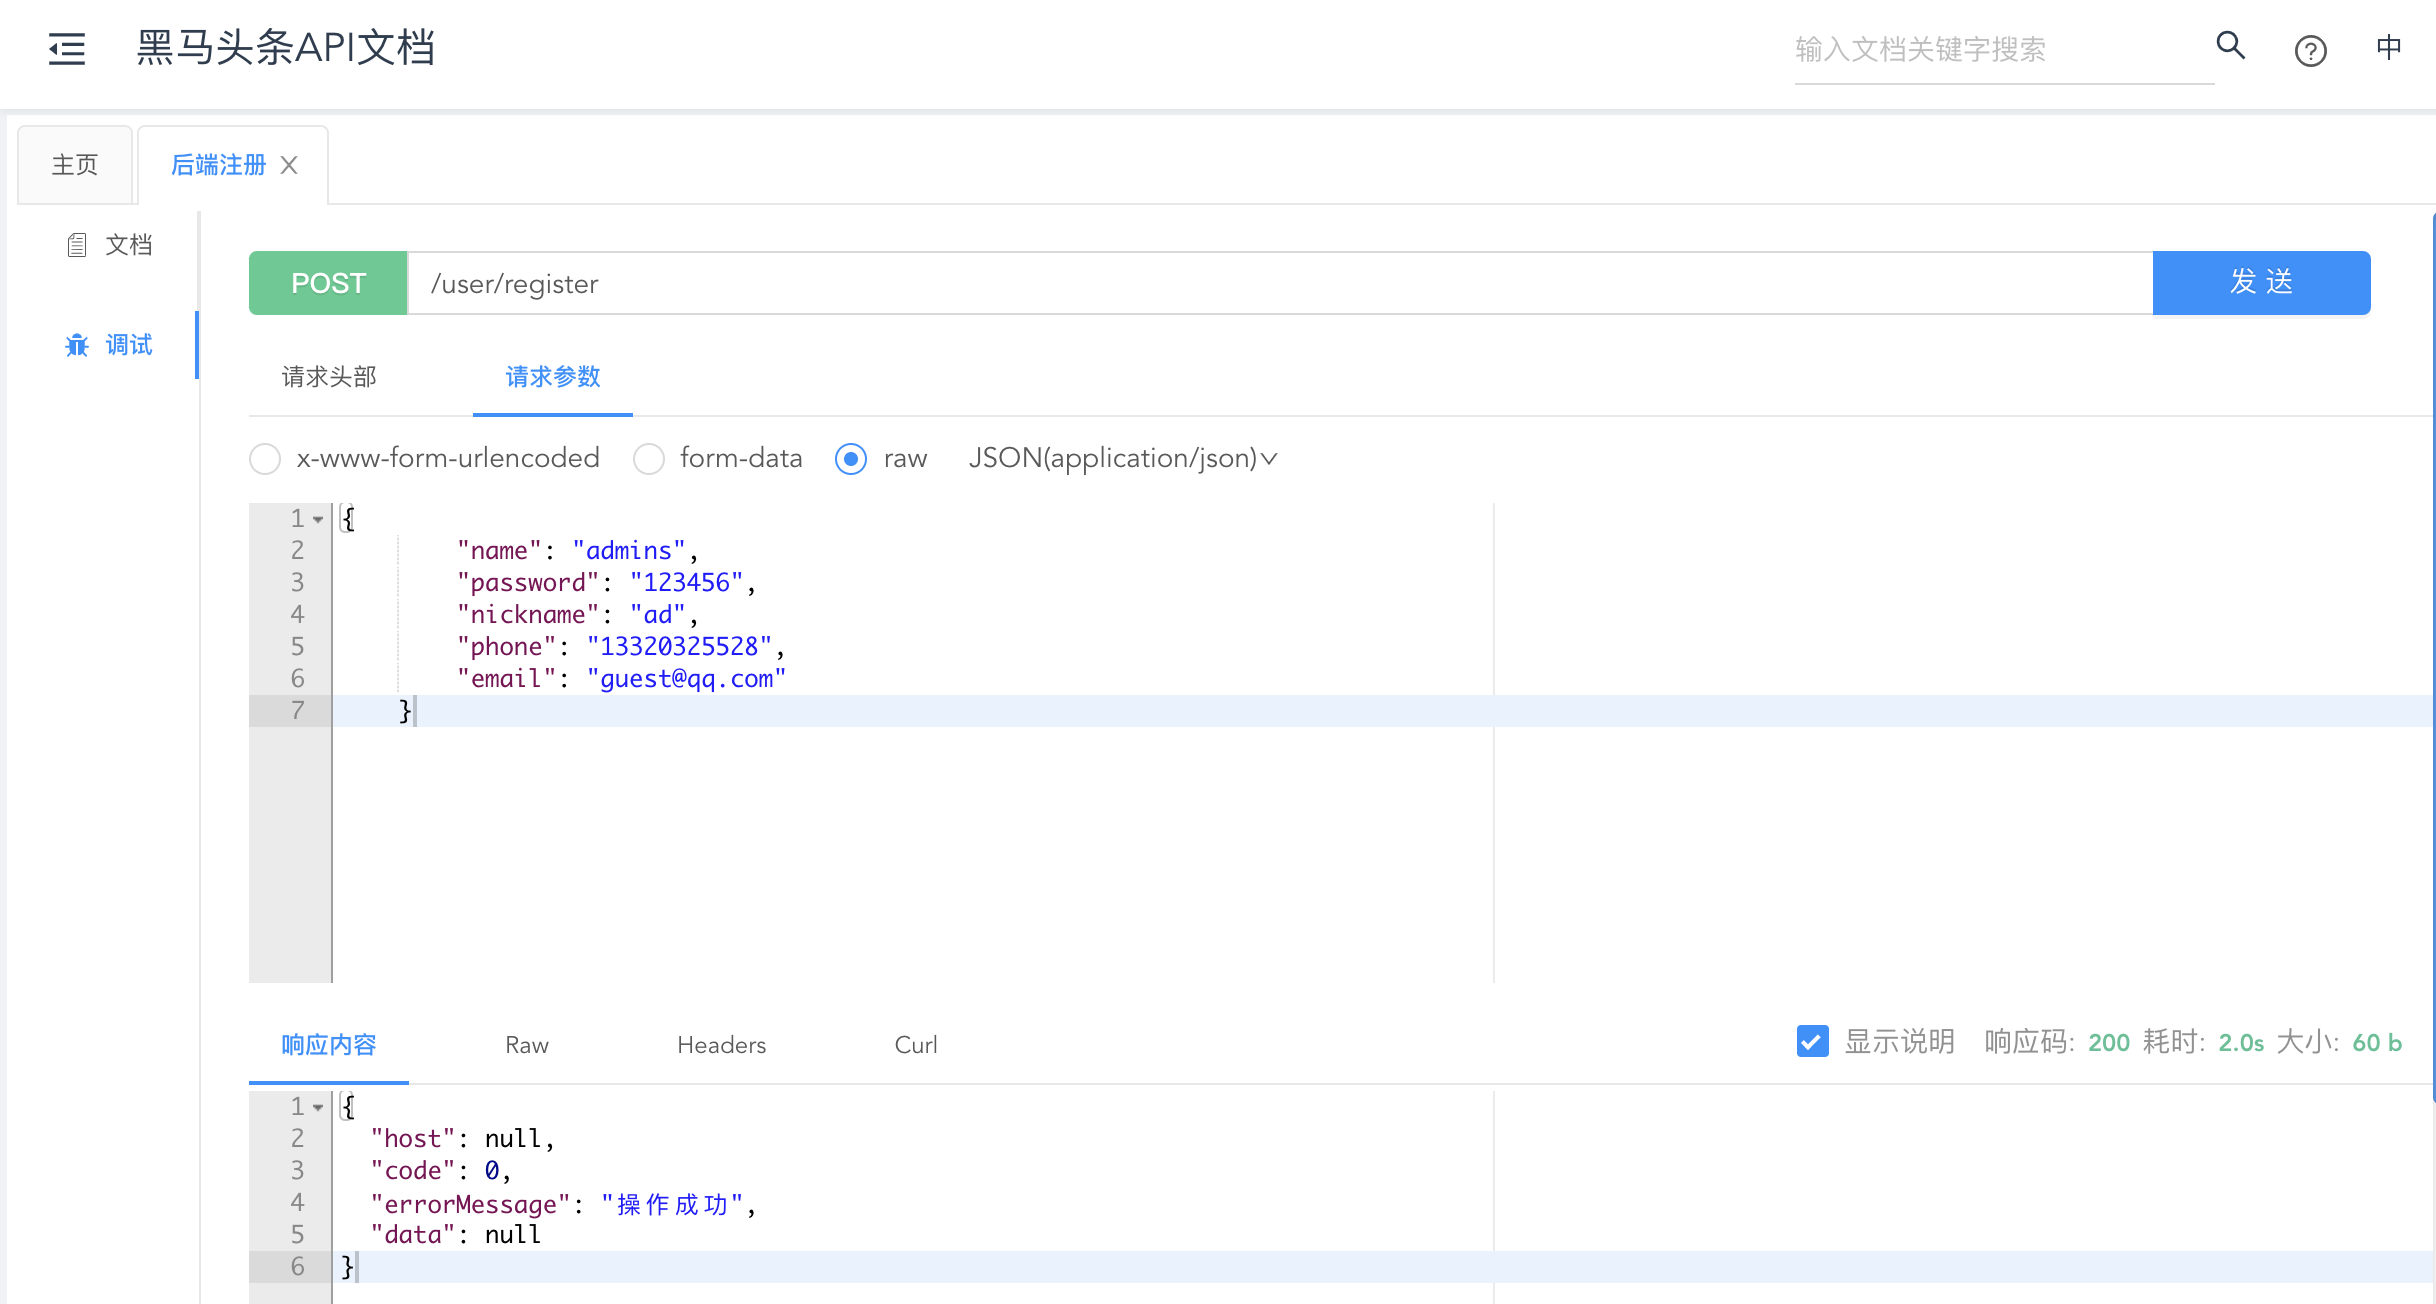 黑马头条API文档
输入文档关键字搜索
中
主页
后端注册
文档
调试
POST /user/register 发 送
请求头部 请求参数
x-www-form-urlencoded form-data raw JSON(application/json)
1 {
2 "name": "admins",
3 "password": "123456",
4 "nickname": "ad",
5 "phone": "13320325528",
6 "email": "guest@qq.com"
7 }
响应内容 Raw Headers Curl 显示说明 响应码: 200 耗时: 2.0s 大小: 60 b
1 {
2 "host": null,
3 "code": 0,
4 "errorMessage": "操作成功",
5 "data": null
6 }